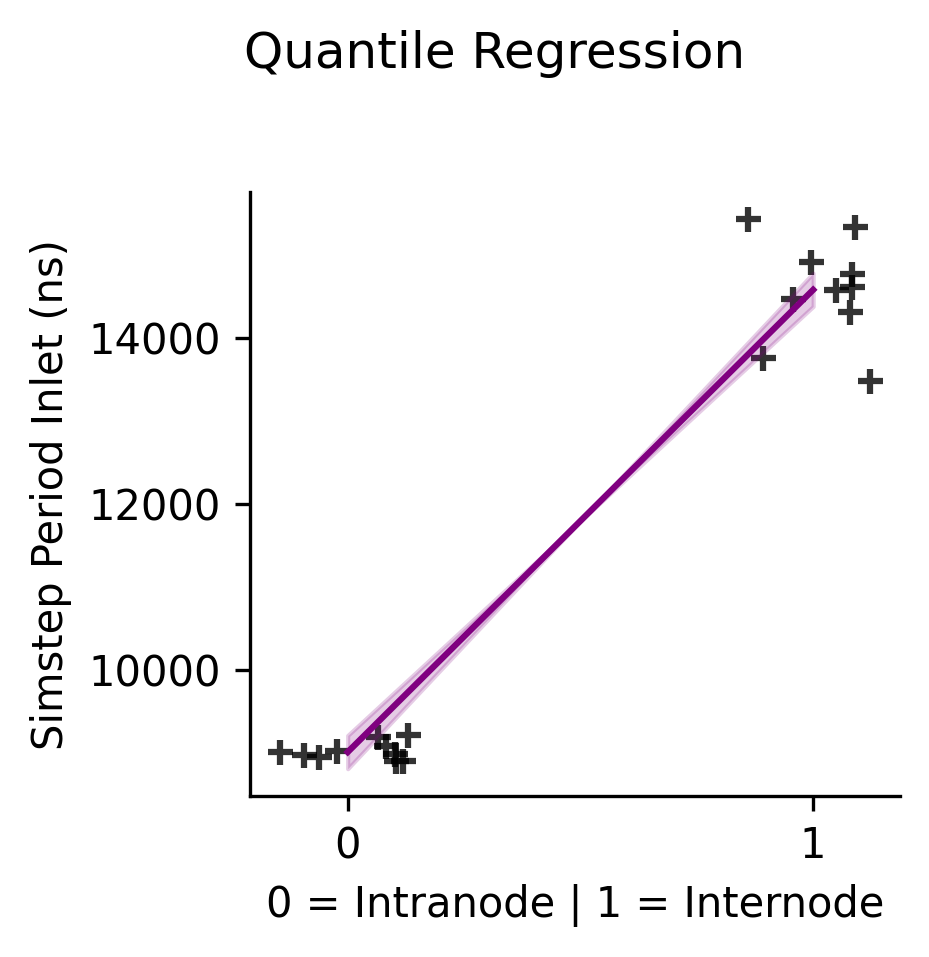 Quantile Regression
Simstep Period Inlet (ns)
14000
12000
10000
0
1
0 = Intranode | 1 = Internode